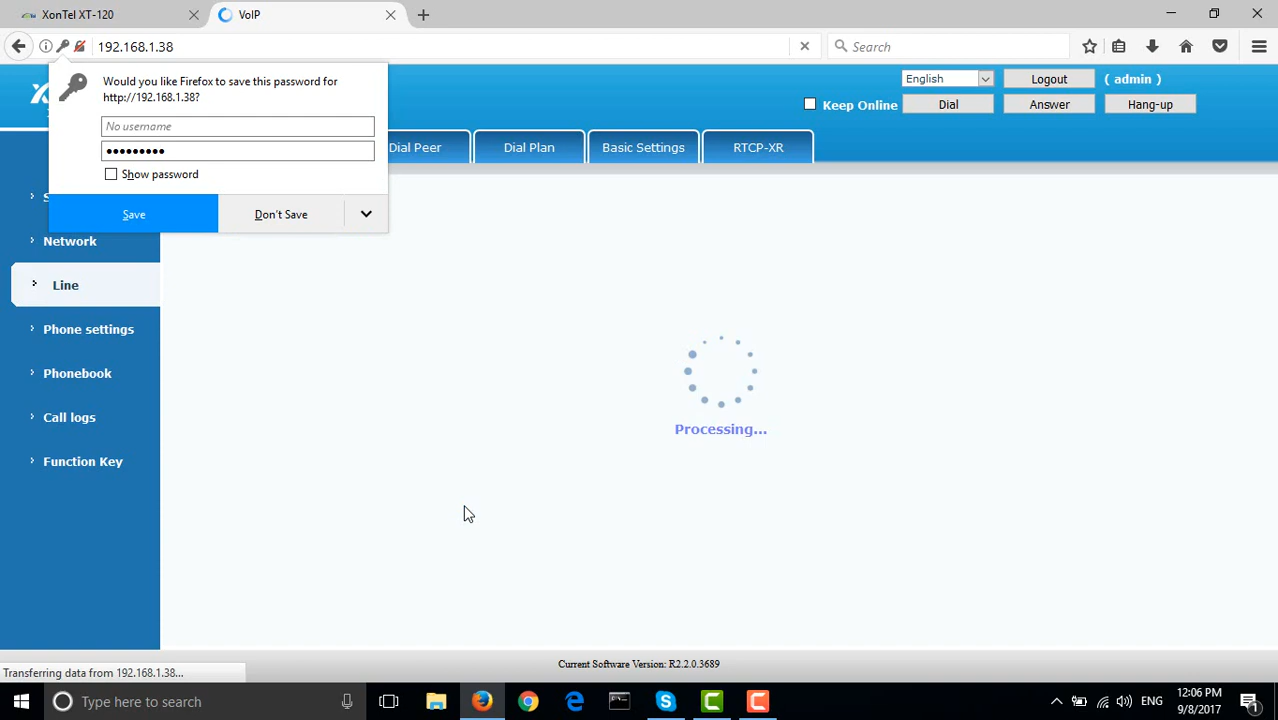 XonTel XT-120
VoIP
192.168.1.38
Search
Would you like Firefox to save this password for
http://192.168.1.38?
No username
•••••••••
Show password
Save
Don't Save
English
Logout
( admin )
Keep Online
Dial
Answer
Hang-up
Dial Peer
Dial Plan
Basic Settings
RTCP-XR
Network
Line
Phone settings
Phonebook
Call logs
Function Key
Processing...
Current Software Version: R2.2.0.3689
Transferring data from 192.168.1.38...
Type here to search
ENG
12:06 PM
9/8/2017
1